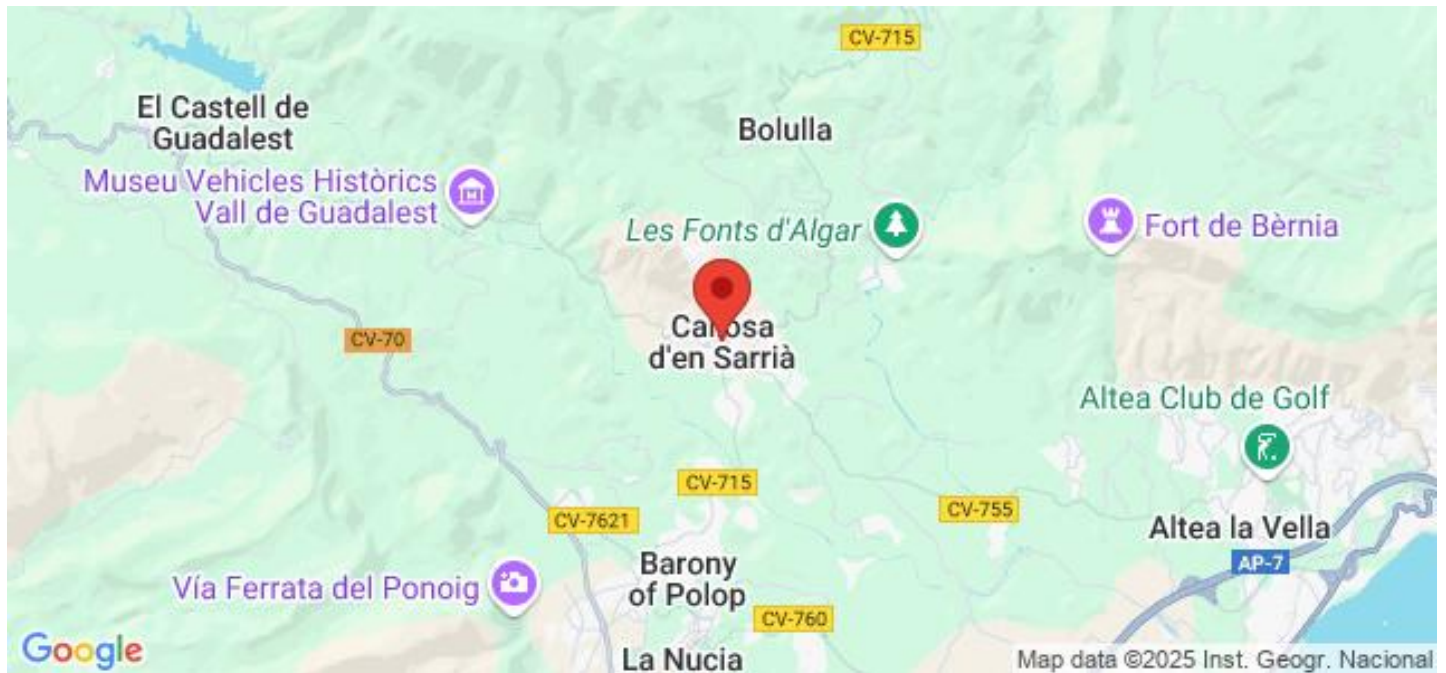 CV-715
El Castell de
Guadalest
Bolulla
Museu Vehicles Històrics
Vall de Guadalest
Les Fonts d'Algar
Fort de Bèrnia
Callosa
d'en Sarrià
CV-70
Altea Club de Golf
CV-715
CV-7621
CV-755
Altea la Vella
AP-7
Barony
of Polop
Vía Ferrata del Ponoig
CV-760
La Nucia
Google
Map data ©2025 Inst. Geogr. Nacional